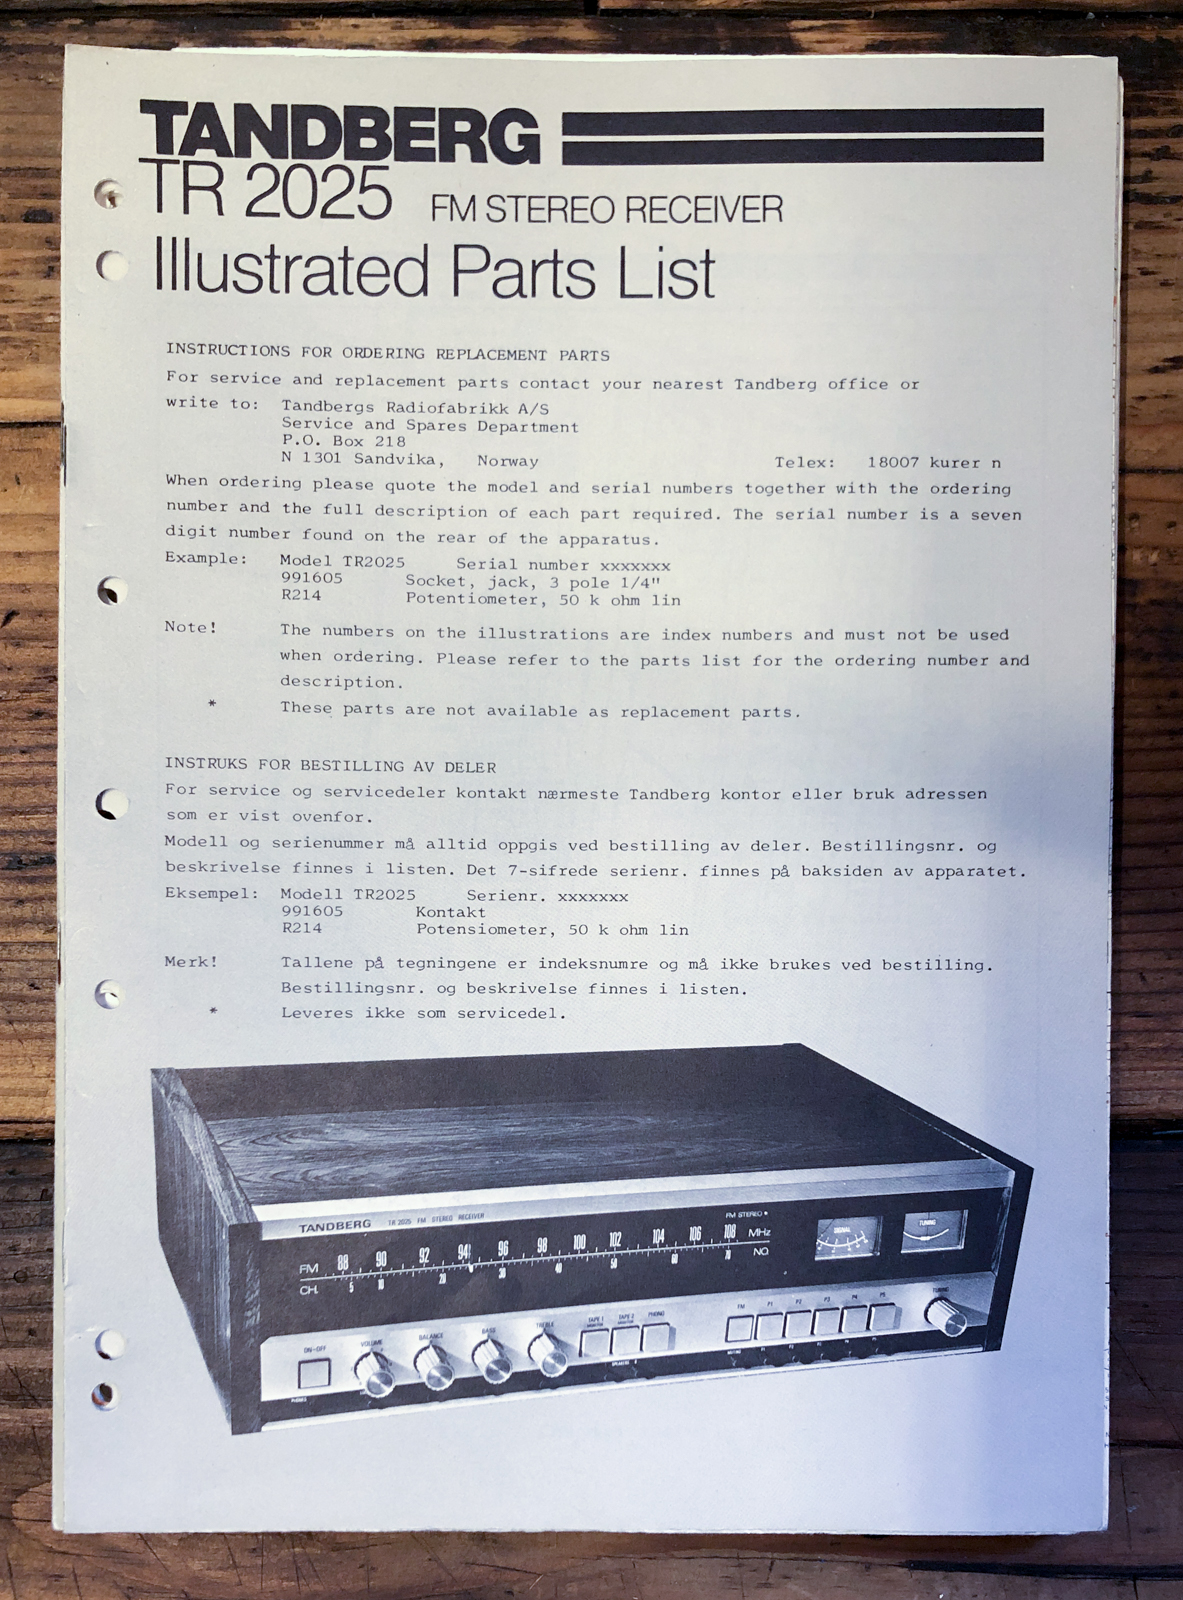 TANDBERG
TR 2025 FM STEREO RECEIVER
Illustrated Parts List
INSTRUCTIONS FOR ORDERING REPLACEMENT PARTS
For service and replacement parts contact your nearest Tandberg office or
write to: Tandbergs Radiofabrikk A/S
Service and Spares Department
P.O. Box 218
N 1301 Sandvika, Norway Telex: 18007 kurer n
When ordering please quote the model and serial numbers together with the ordering
number and the full description of each part required. The serial number is a seven
digit number found on the rear of the apparatus.
Example: Model TR2025 Serial number xxxxxxx
991605 Socket, jack, 3 pole 1/4"
R214 Potentiometer, 50 k ohm lin
Note! The numbers on the illustrations are index numbers and must not be used
when ordering. Please refer to the parts list for the ordering number and
description.
* These parts are not available as replacement parts.
INSTRUKS FOR BESTILLING AV DELER
For service og servicedeler kontakt nærmeste Tandberg kontor eller bruk adressen
som er vist ovenfor.
Modell og serienummer må alltid oppgis ved bestilling av deler. Bestillingsnr. og
beskrivelse finnes i listen. Det 7-sifrede serienr. finnes på baksiden av apparatet.
Eksempel: Modell TR2025 Serienr. xxxxxxx
991605 Kontakt
R214 Potensiometer, 50 k ohm lin
Merk! Tallene på tegningene er indeksnumre og må ikke brukes ved bestilling.
Bestillingsnr. og beskrivelse finnes i listen.
* Leveres ikke som servicedel.
TANDBERG TR 2025 FM STEREO RECEIVER
FM STEREO
FM 88 90 92 94 96 98 100 102 104 106 108 MHz
CH. 5 10 20 30 40 50 60 70 NO.
SIGNAL
TUNING
ON-OFF VOLUME BALANCE BASS TREBLE TAPE 1 TAPE 2 PHONO
FM P1 P2 P3 P4 P5 TUNING
SPEAKERS
PHONES